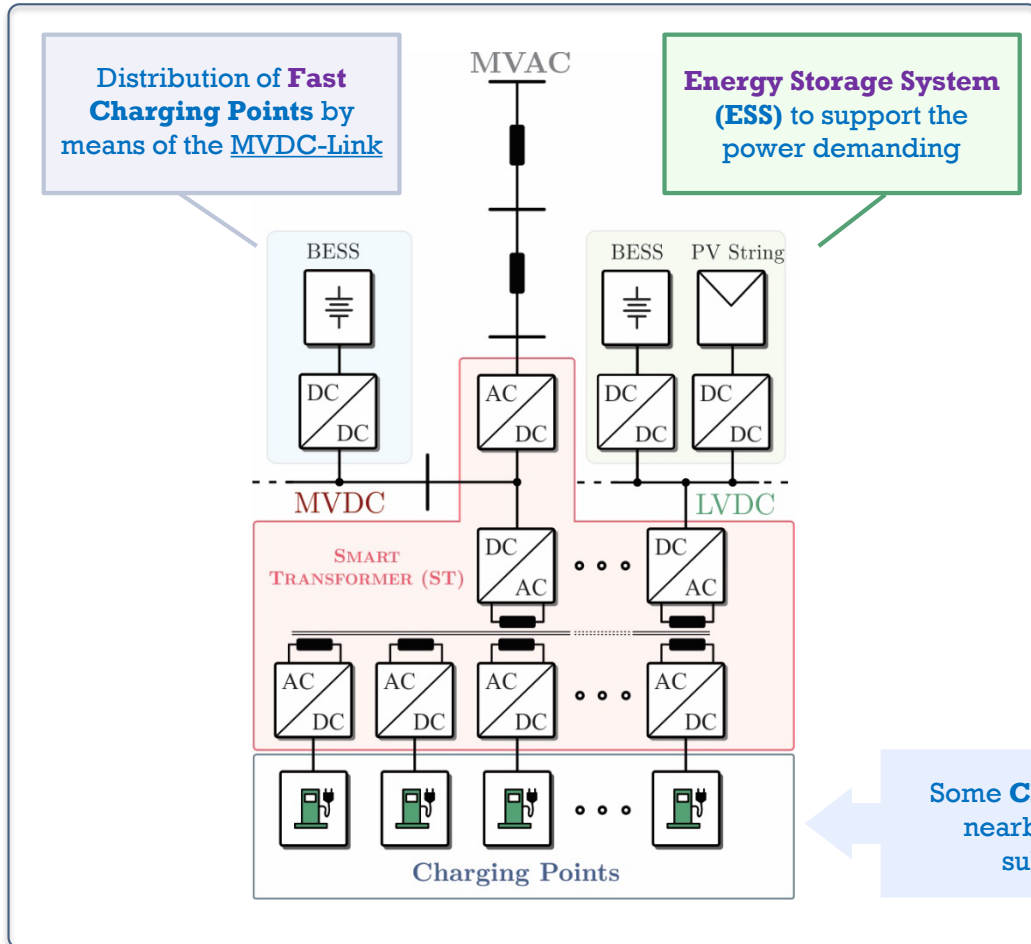 Distribution of Fast
Charging Points by
means of the MVDC-Link
MVAC
Energy Storage System
(ESS) to support the
power demanding
BESS
BESS
PV String
DC
DC
AC
DC
DC
DC
DC
DC
MVDC
LVDC
SMART
TRANSFORMER (ST)
DC
AC
DC
AC
AC
DC
AC
DC
AC
DC
AC
DC
Some
nearb
su
Charging Points